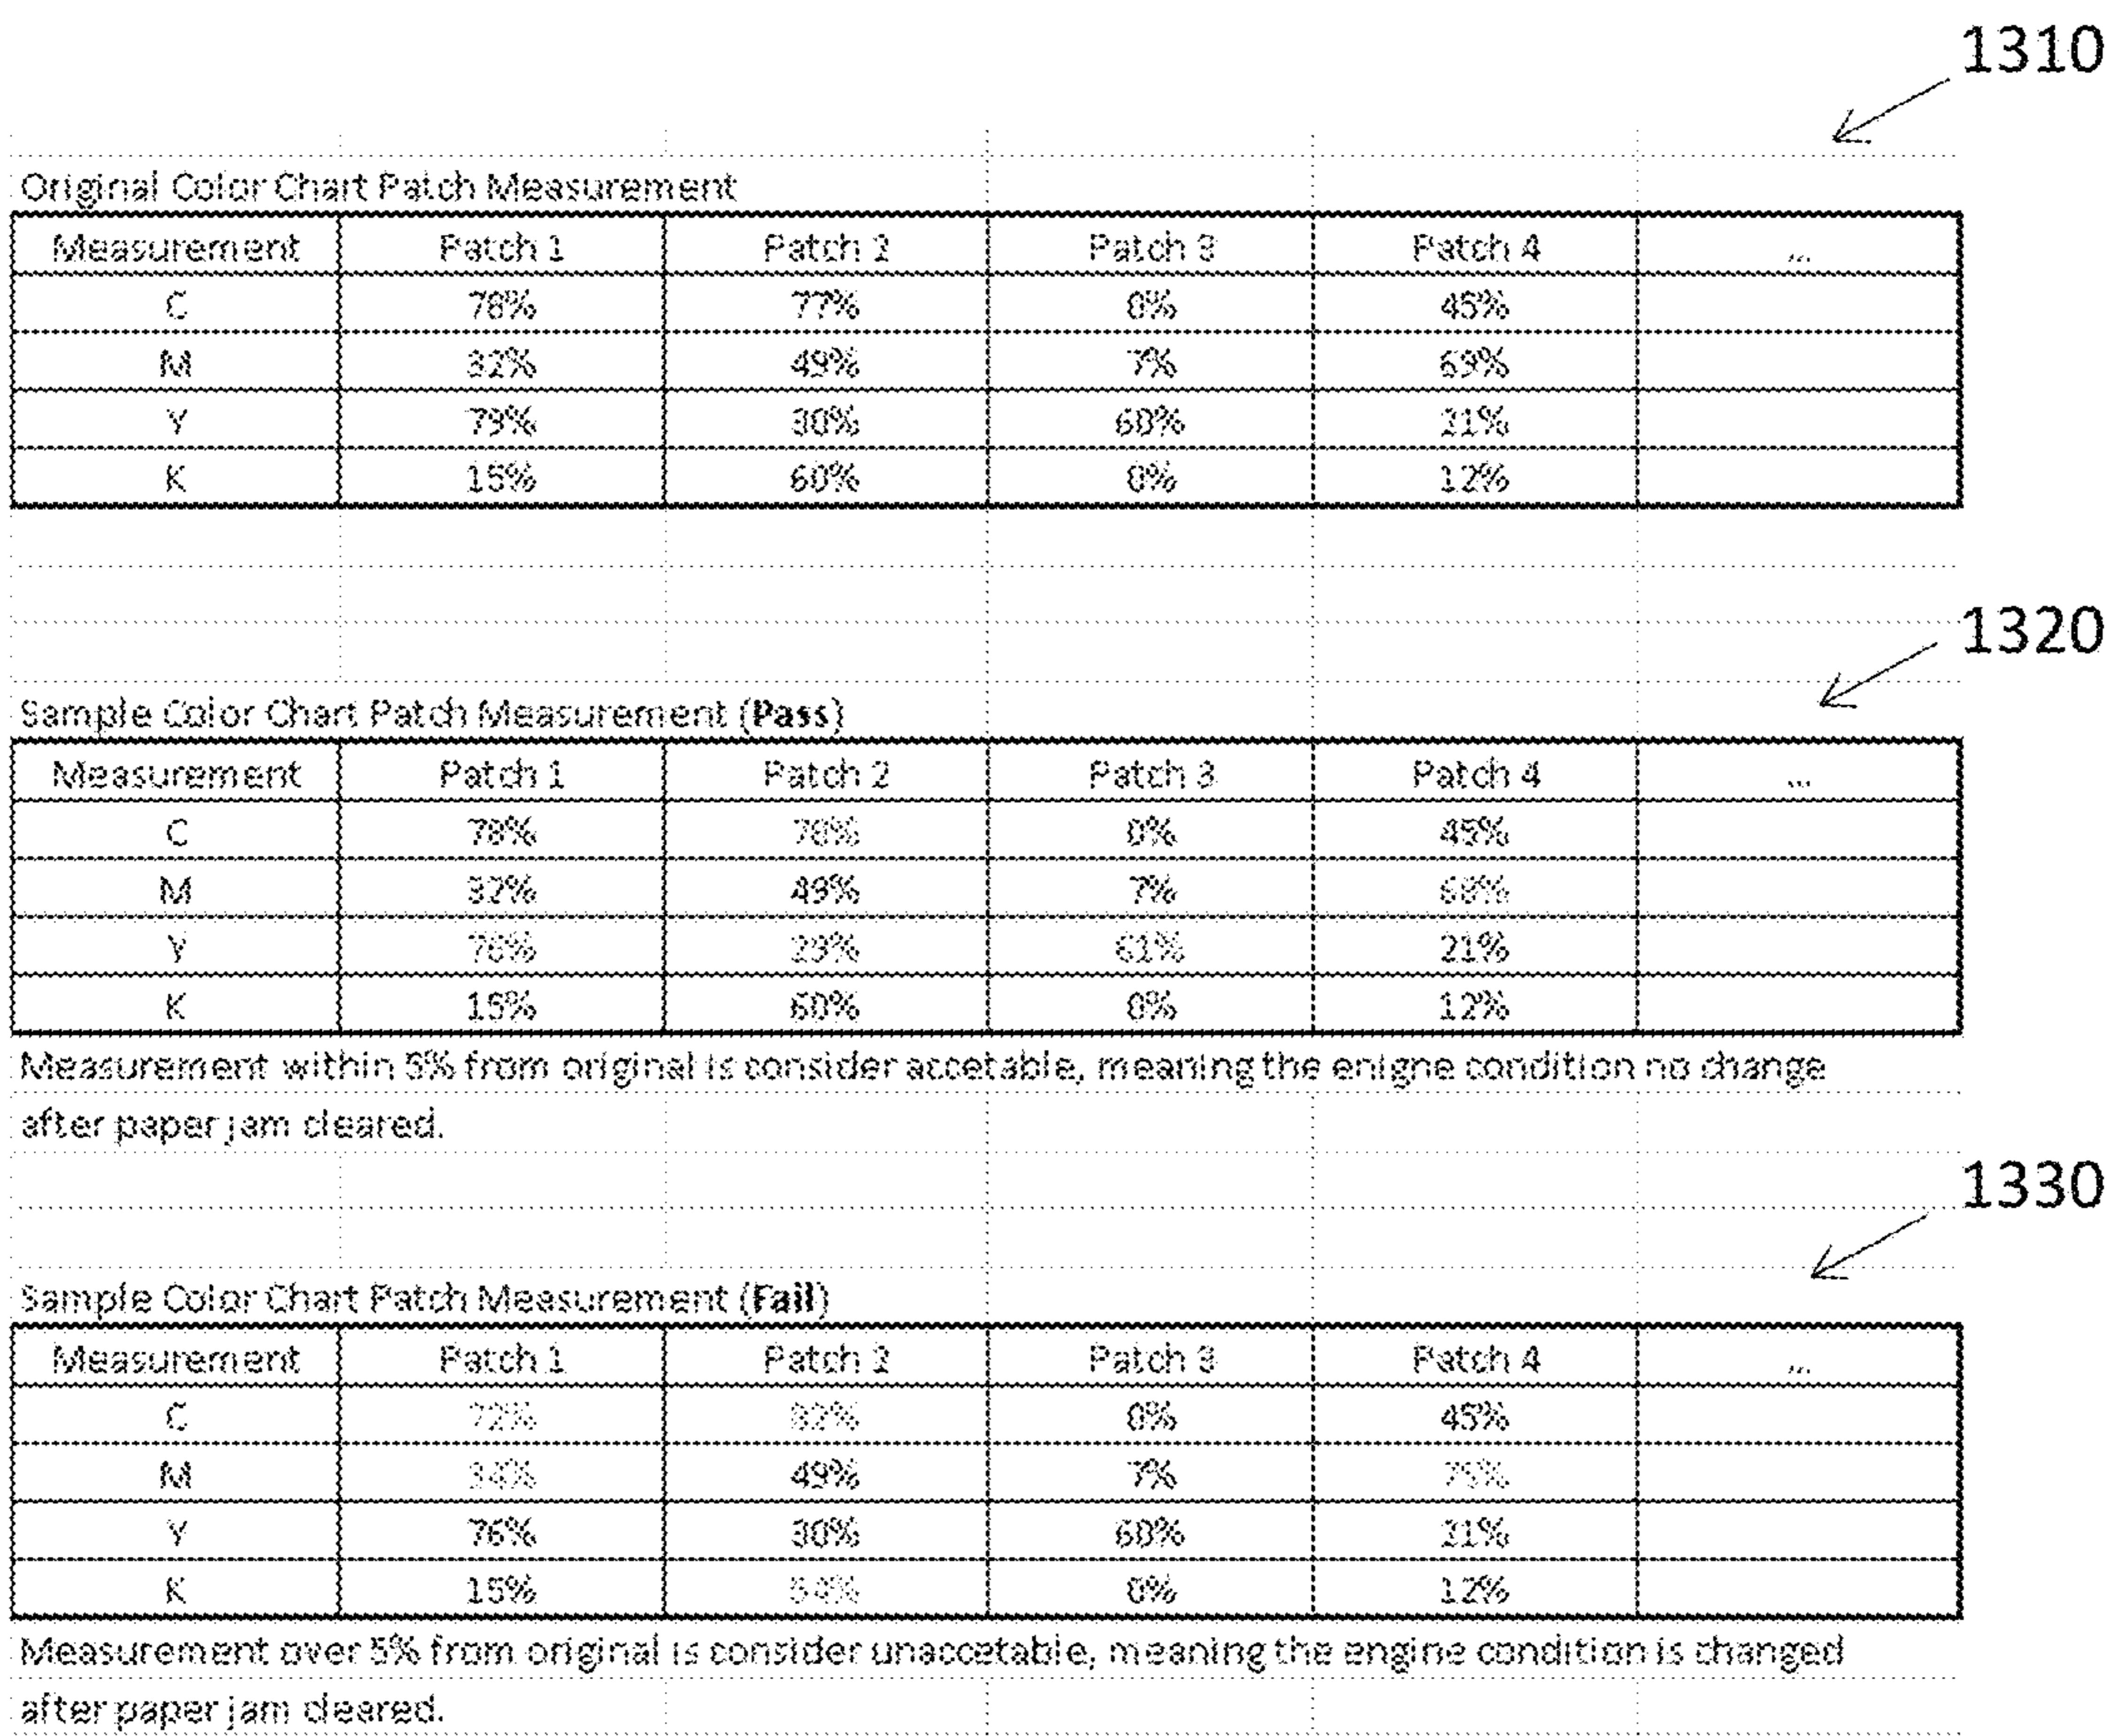 1310
Original Color Chart Patch Measurement
Measurement Patch 1 Patch 2 Patch 3 Patch 4 ...
C 78% 77% 0% 45%
M 32% 49% 7% 69%
Y 79% 30% 60% 21%
K 15% 60% 0% 12%
1320
Sample Color Chart Patch Measurement (Pass)
Measurement Patch 1 Patch 2 Patch 3 Patch 4 ...
C 78% 78% 0% 45%
M 32% 49% 7% 68%
Y 78% 29% 61% 21%
K 15% 60% 0% 12%
Measurement within 5% from original is consider accetable, meaning the enigne condition no change
after paper jam cleared.
1330
Sample Color Chart Patch Measurement (Fail)
Measurement Patch 1 Patch 2 Patch 3 Patch 4 ...
C 72% 82% 0% 45%
M 34% 49% 7% 75%
Y 76% 30% 60% 21%
K 15% 54% 0% 12%
Measurement over 5% from original is consider unaccetable, meaning the engine condition is changed
after paper jam cleared.